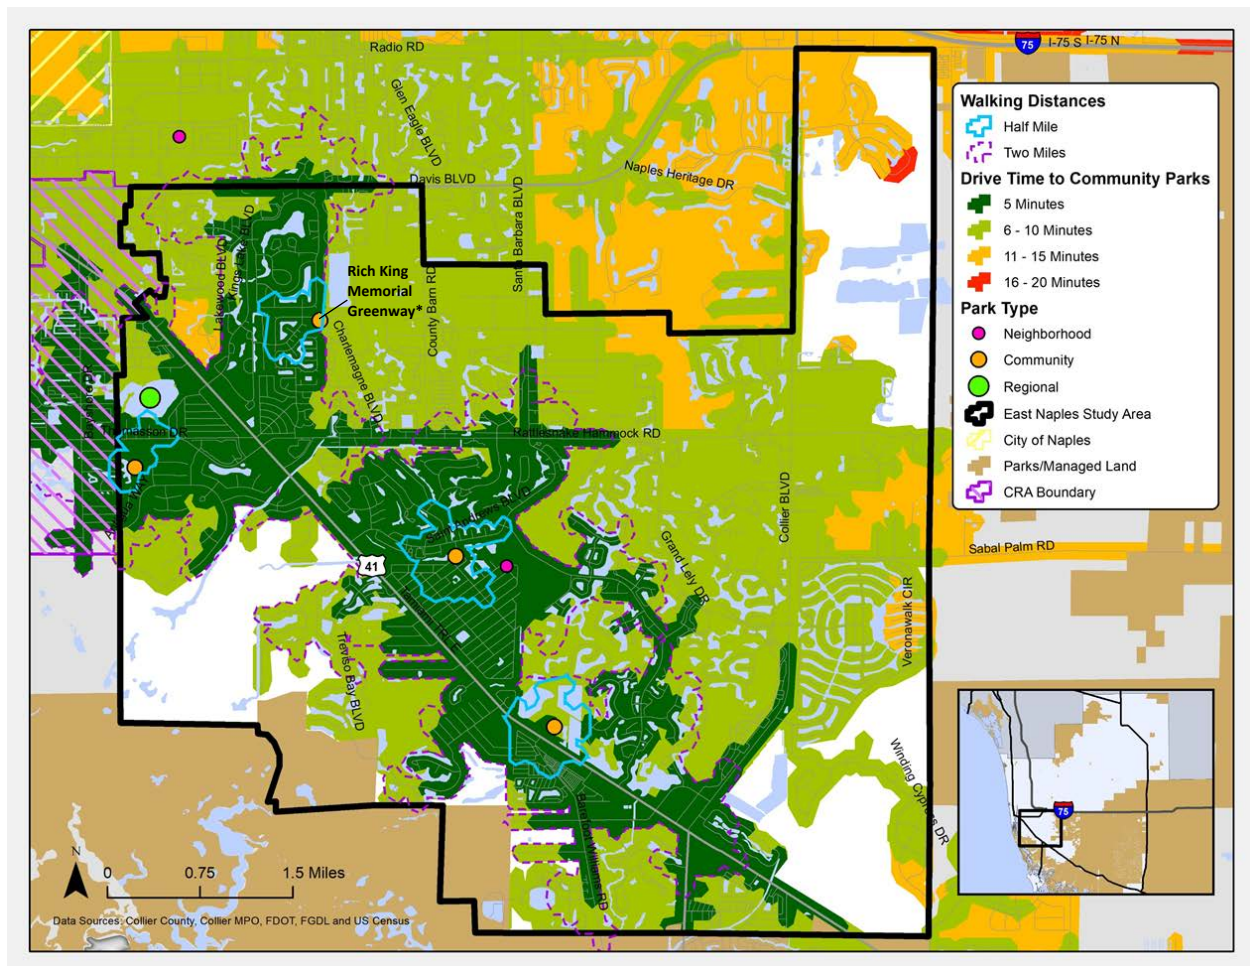 Radio RD
75
I-75 S I-75 N
Glen Eagle BLVD
Davis BLVD
Naples Heritage DR
Santa Barbara BLVD
Lakewood BLVD
Kings Lake BLVD
County Barn RD
Rich King
Memorial
Greenway*
Charlemagne BLVD
Thomasson DR
Rattlesnake Hammock RD
Collier BLVD
Grand Lely DR
Sabal Palm RD
Veronawalk CIR
41
Treviso Bay BLVD
Barefoot Williams RD
Winding Cypress DR
Walking Distances
Half Mile
Two Miles
Drive Time to Community Parks
5 Minutes
6 - 10 Minutes
11 - 15 Minutes
16 - 20 Minutes
Park Type
Neighborhood
Community
Regional
East Naples Study Area
City of Naples
Parks/Managed Land
CRA Boundary
75
N
0 0.75 1.5 Miles
Data Sources: Collier County, Collier MPO, FDOT, FGDL and US Census